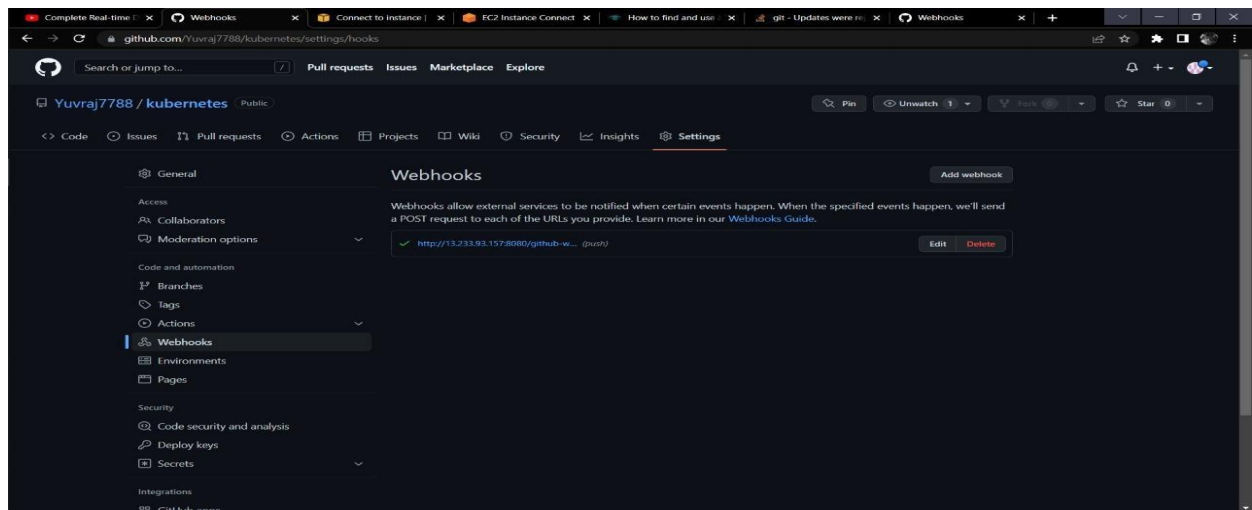 Complete Real-time D
Webhooks
Connect to instance |
EC2 Instance Connect
How to find and use
git - Updates were rej
Webhooks
github.com/Yuvraj7788/kubernetes/settings/hooks
Search or jump to...
/
Pull requests Issues Marketplace Explore
Yuvraj7788 / kubernetes Public
Pin
Unwatch 1
Fork 0
Star 0
Code Issues Pull requests Actions Projects Wiki Security Insights Settings
General
Access
Collaborators
Moderation options
Code and automation
Branches
Tags
Actions
Webhooks
Environments
Pages
Security
Code security and analysis
Deploy keys
Secrets
Integrations
GitHub apps
Webhooks
Add webhook
Webhooks allow external services to be notified when certain events happen. When the specified events happen, we'll send
a POST request to each of the URLs you provide. Learn more in our Webhooks Guide.
http://13.233.93.157:8080/github-w... (push)
Edit Delete